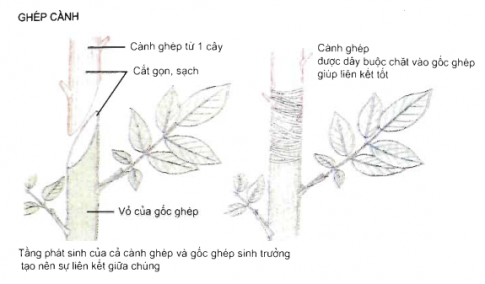 GHÉP CÀNH
Cành ghép từ 1 cây
Cắt gọn, sạch
Vỏ của gốc ghép
Cành ghép
được dây buộc chặt vào gốc ghép
giúp liên kết tốt
Tầng phát sinh của cả cành ghép và gốc ghép sinh trưởng
tạo nên sự liên kết giữa chúng